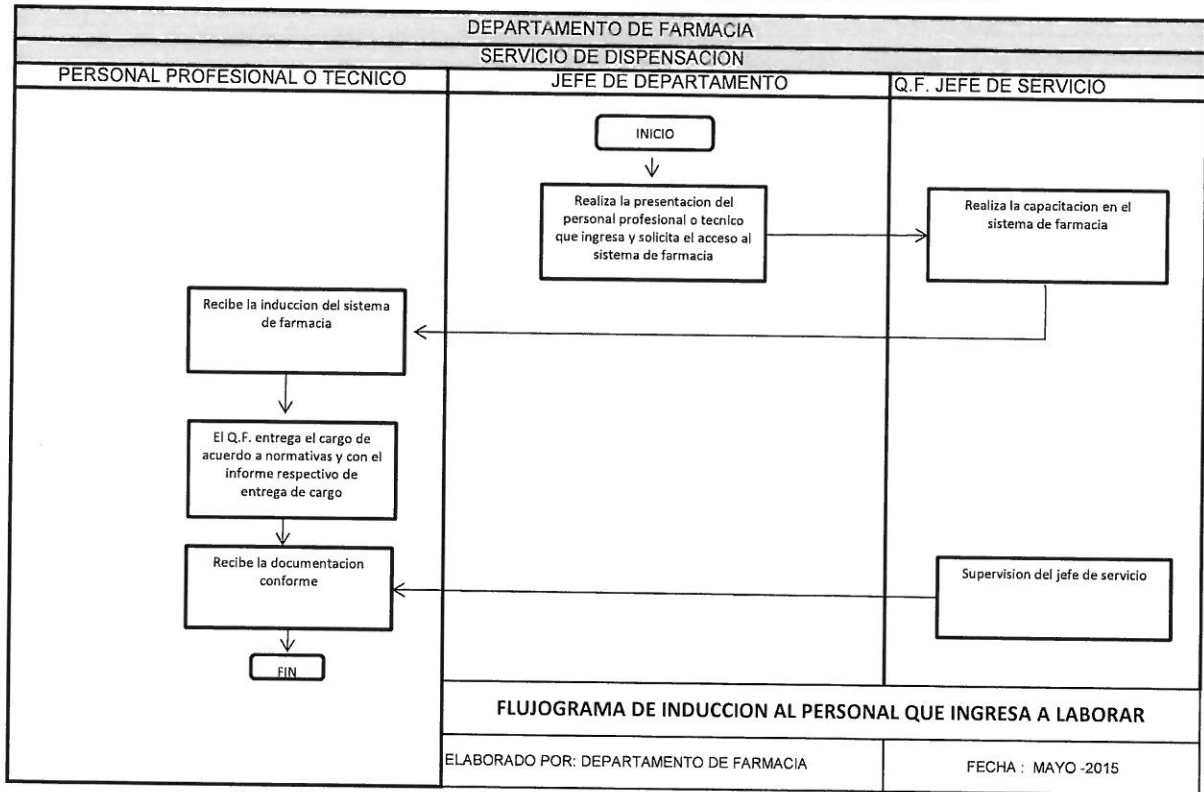 DEPARTAMENTO DE FARMACIA
SERVICIO DE DISPENSACION
PERSONAL PROFESIONAL O TECNICO
JEFE DE DEPARTAMENTO
Q.F. JEFE DE SERVICIO
INICIO
Realiza la presentacion del
personal profesional o tecnico
que ingresa y solicita el acceso al
sistema de farmacia
Realiza la capacitacion en el
sistema de farmacia
Recibe la induccion del sistema
de farmacia
El Q.F. entrega el cargo de
acuerdo a normativas y con el
informe respectivo de
entrega de cargo
Recibe la documentacion
conforme
Supervision del jefe de servicio
FIN
FLUJOGRAMA DE INDUCCION AL PERSONAL QUE INGRESA A LABORAR
ELABORADO POR: DEPARTAMENTO DE FARMACIA
FECHA : MAYO -2015